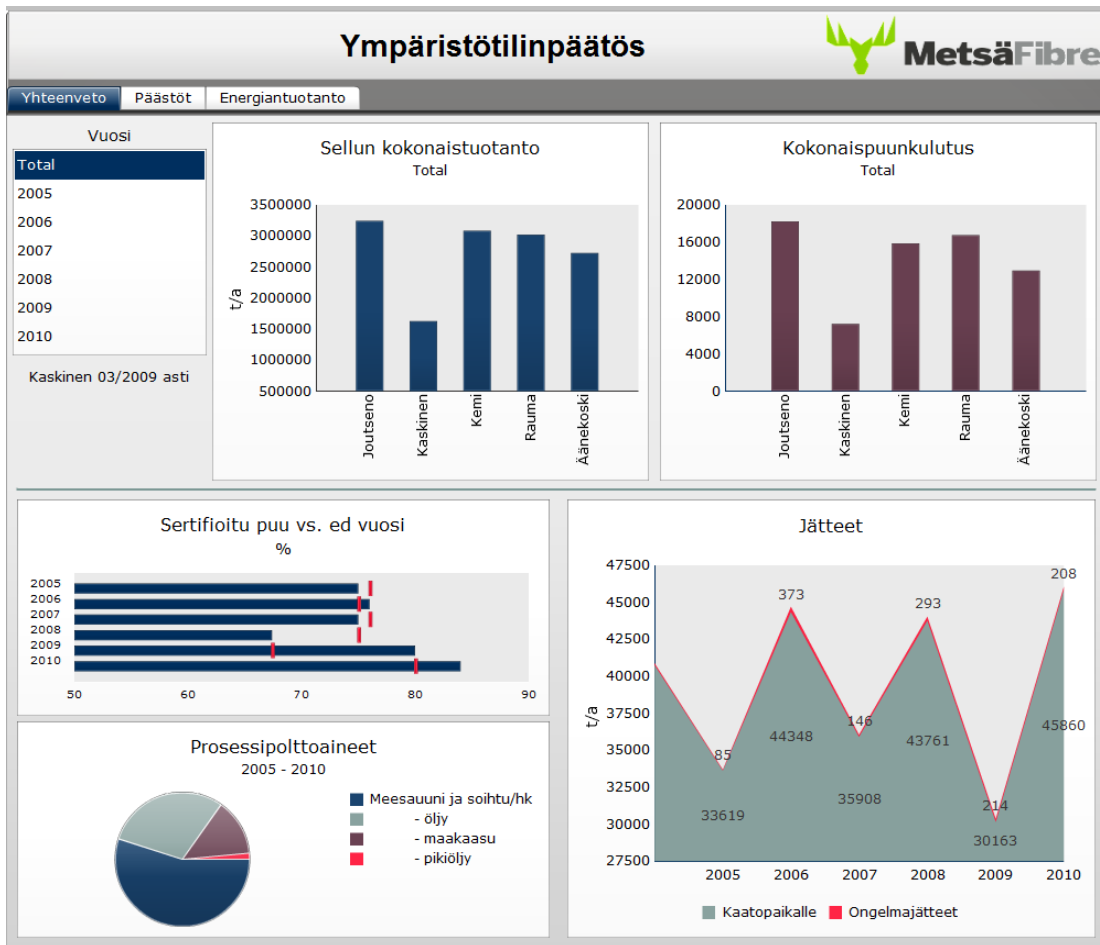 Ympäristötilinpäätös
MetsäFibre
Yhteenveto Päästöt Energiantuotanto
Vuosi
Total
2005
2006
2007
2008
2009
2010
Kaskinen 03/2009 asti
Sellun kokonaistuotanto
Total
3500000
3000000
2500000
2000000
1500000
1000000
500000
t/a
Joutseno
Kaskinen
Kemi
Rauma
Äänekoski
Kokonaispuunkulutus
Total
20000
16000
12000
8000
4000
0
Joutseno
Kaskinen
Kemi
Rauma
Äänekoski
Sertifioitu puu vs. ed vuosi
%
2005
2006
2007
2008
2009
2010
50 60 70 80 90
Prosessipolttoaineet
2005 - 2010
Meesauuni ja soihtu/hk
- öljy
- maakaasu
- pikiöljy
Jätteet
47500
45000
42500
40000
37500
35000
32500
30000
27500
t/a
85
373
146
293
214
208
33619
44348
35908
43761
30163
45860
2005 2006 2007 2008 2009 2010
Kaatopaikalle Ongelmajätteet